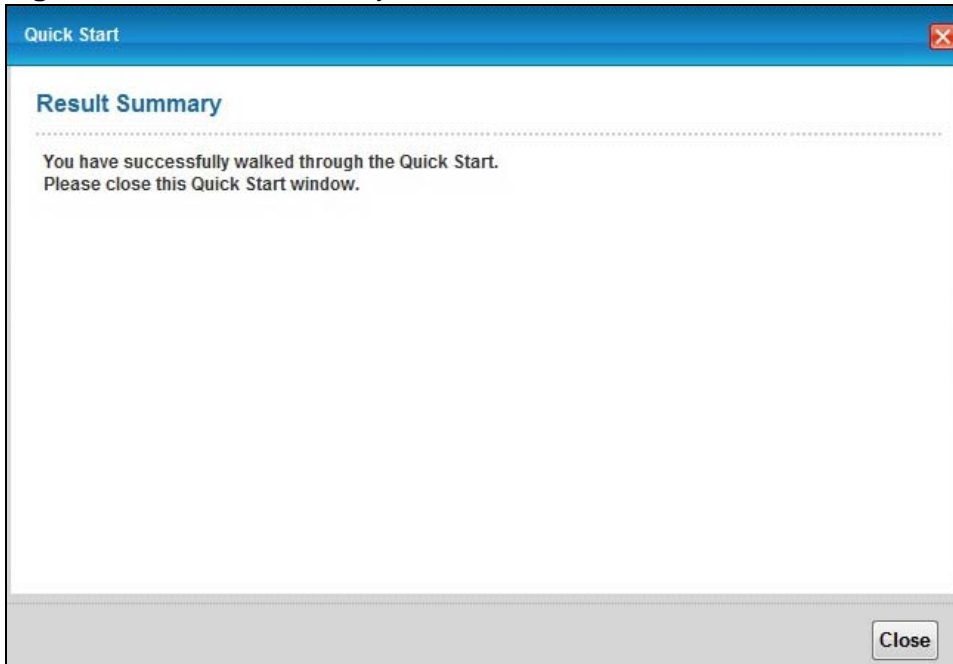 Quick Start
Result Summary
You have successfully walked through the Quick Start.
Please close this Quick Start window.
Close